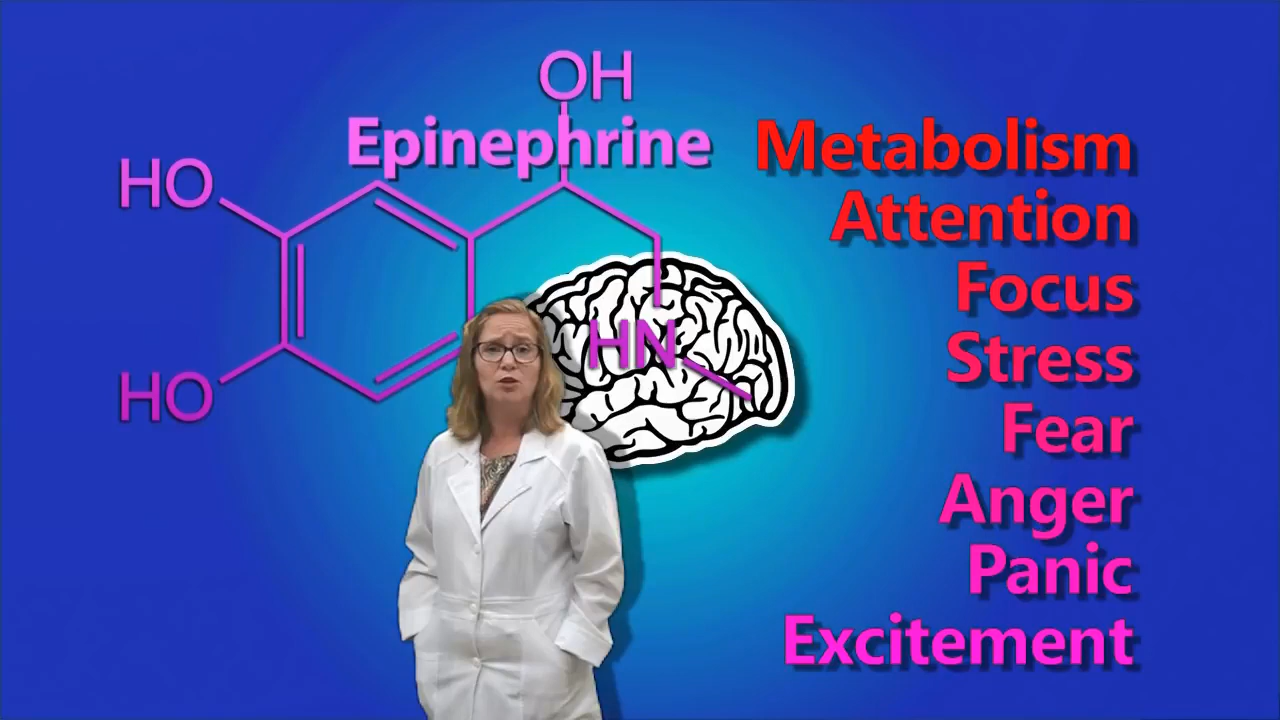 OH
Epinephrine
HO
HN
HO
Metabolism
Attention
Focus
Stress
Fear
Anger
Panic
Excitement